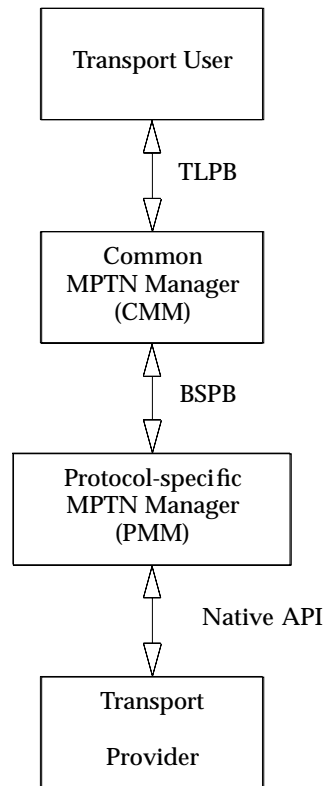 Transport User
TLPB
Common
MPTN Manager
(CMM)
BSPB
Protocol-specific
MPTN Manager
(PMM)
Native API
Transport
Provider